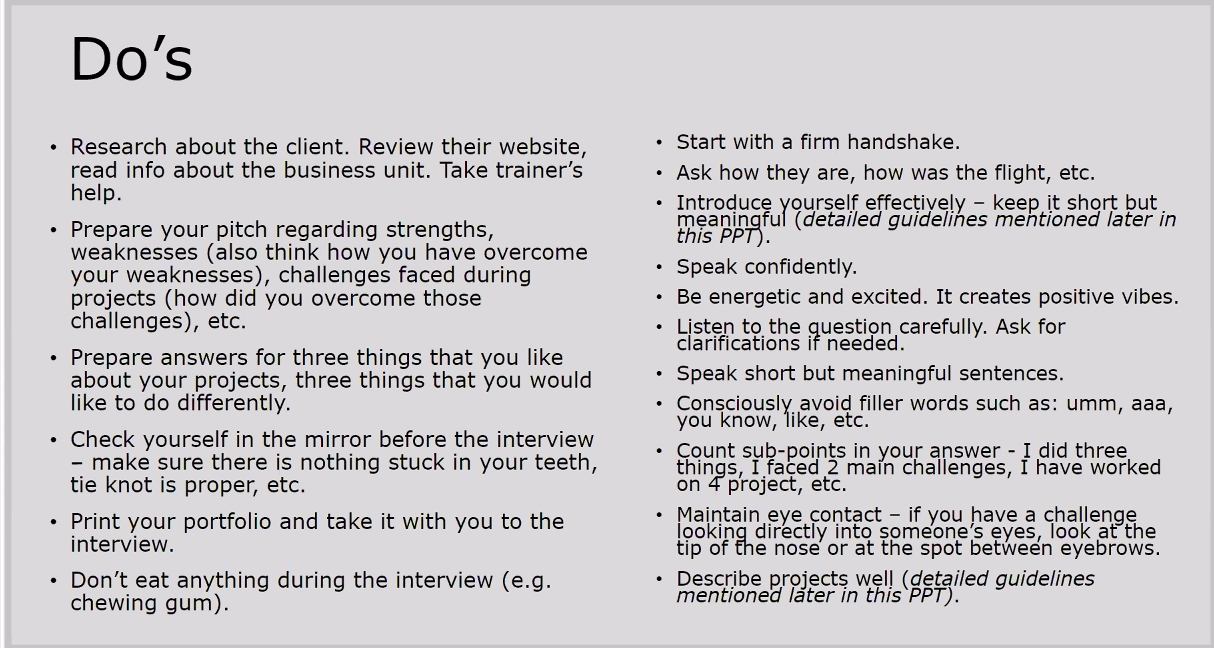 Do’s
• Research about the client. Review their website,
read info about the business unit. Take trainer’s
help.
• Prepare your pitch regarding strengths,
weaknesses (also think how you have overcome
your weaknesses), challenges faced during
projects (how did you overcome those
challenges), etc.
• Prepare answers for three things that you like
about your projects, three things that you would
like to do differently.
• Check yourself in the mirror before the interview
– make sure there is nothing stuck in your teeth,
tie knot is proper, etc.
• Print your portfolio and take it with you to the
interview.
• Don’t eat anything during the interview (e.g.
chewing gum).
• Start with a firm handshake.
• Ask how they are, how was the flight, etc.
• Introduce yourself effectively – keep it short but
meaningful (detailed guidelines mentioned later in
this PPT).
• Speak confidently.
• Be energetic and excited. It creates positive vibes.
• Listen to the question carefully. Ask for
clarifications if needed.
• Speak short but meaningful sentences.
• Consciously avoid filler words such as: umm, aaa,
you know, like, etc.
• Count sub-points in your answer - I did three
things, I faced 2 main challenges, I have worked
on 4 project, etc.
• Maintain eye contact – if you have a challenge
looking directly into someone’s eyes, look at the
tip of the nose or at the spot between eyebrows.
• Describe projects well (detailed guidelines
mentioned later in this PPT).